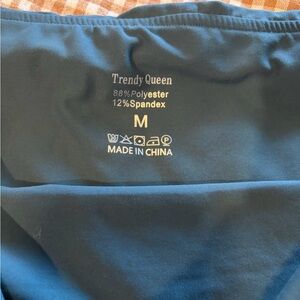 Trendy Queen
88%Polyester
12%Spandex
M
MADE IN CHINA